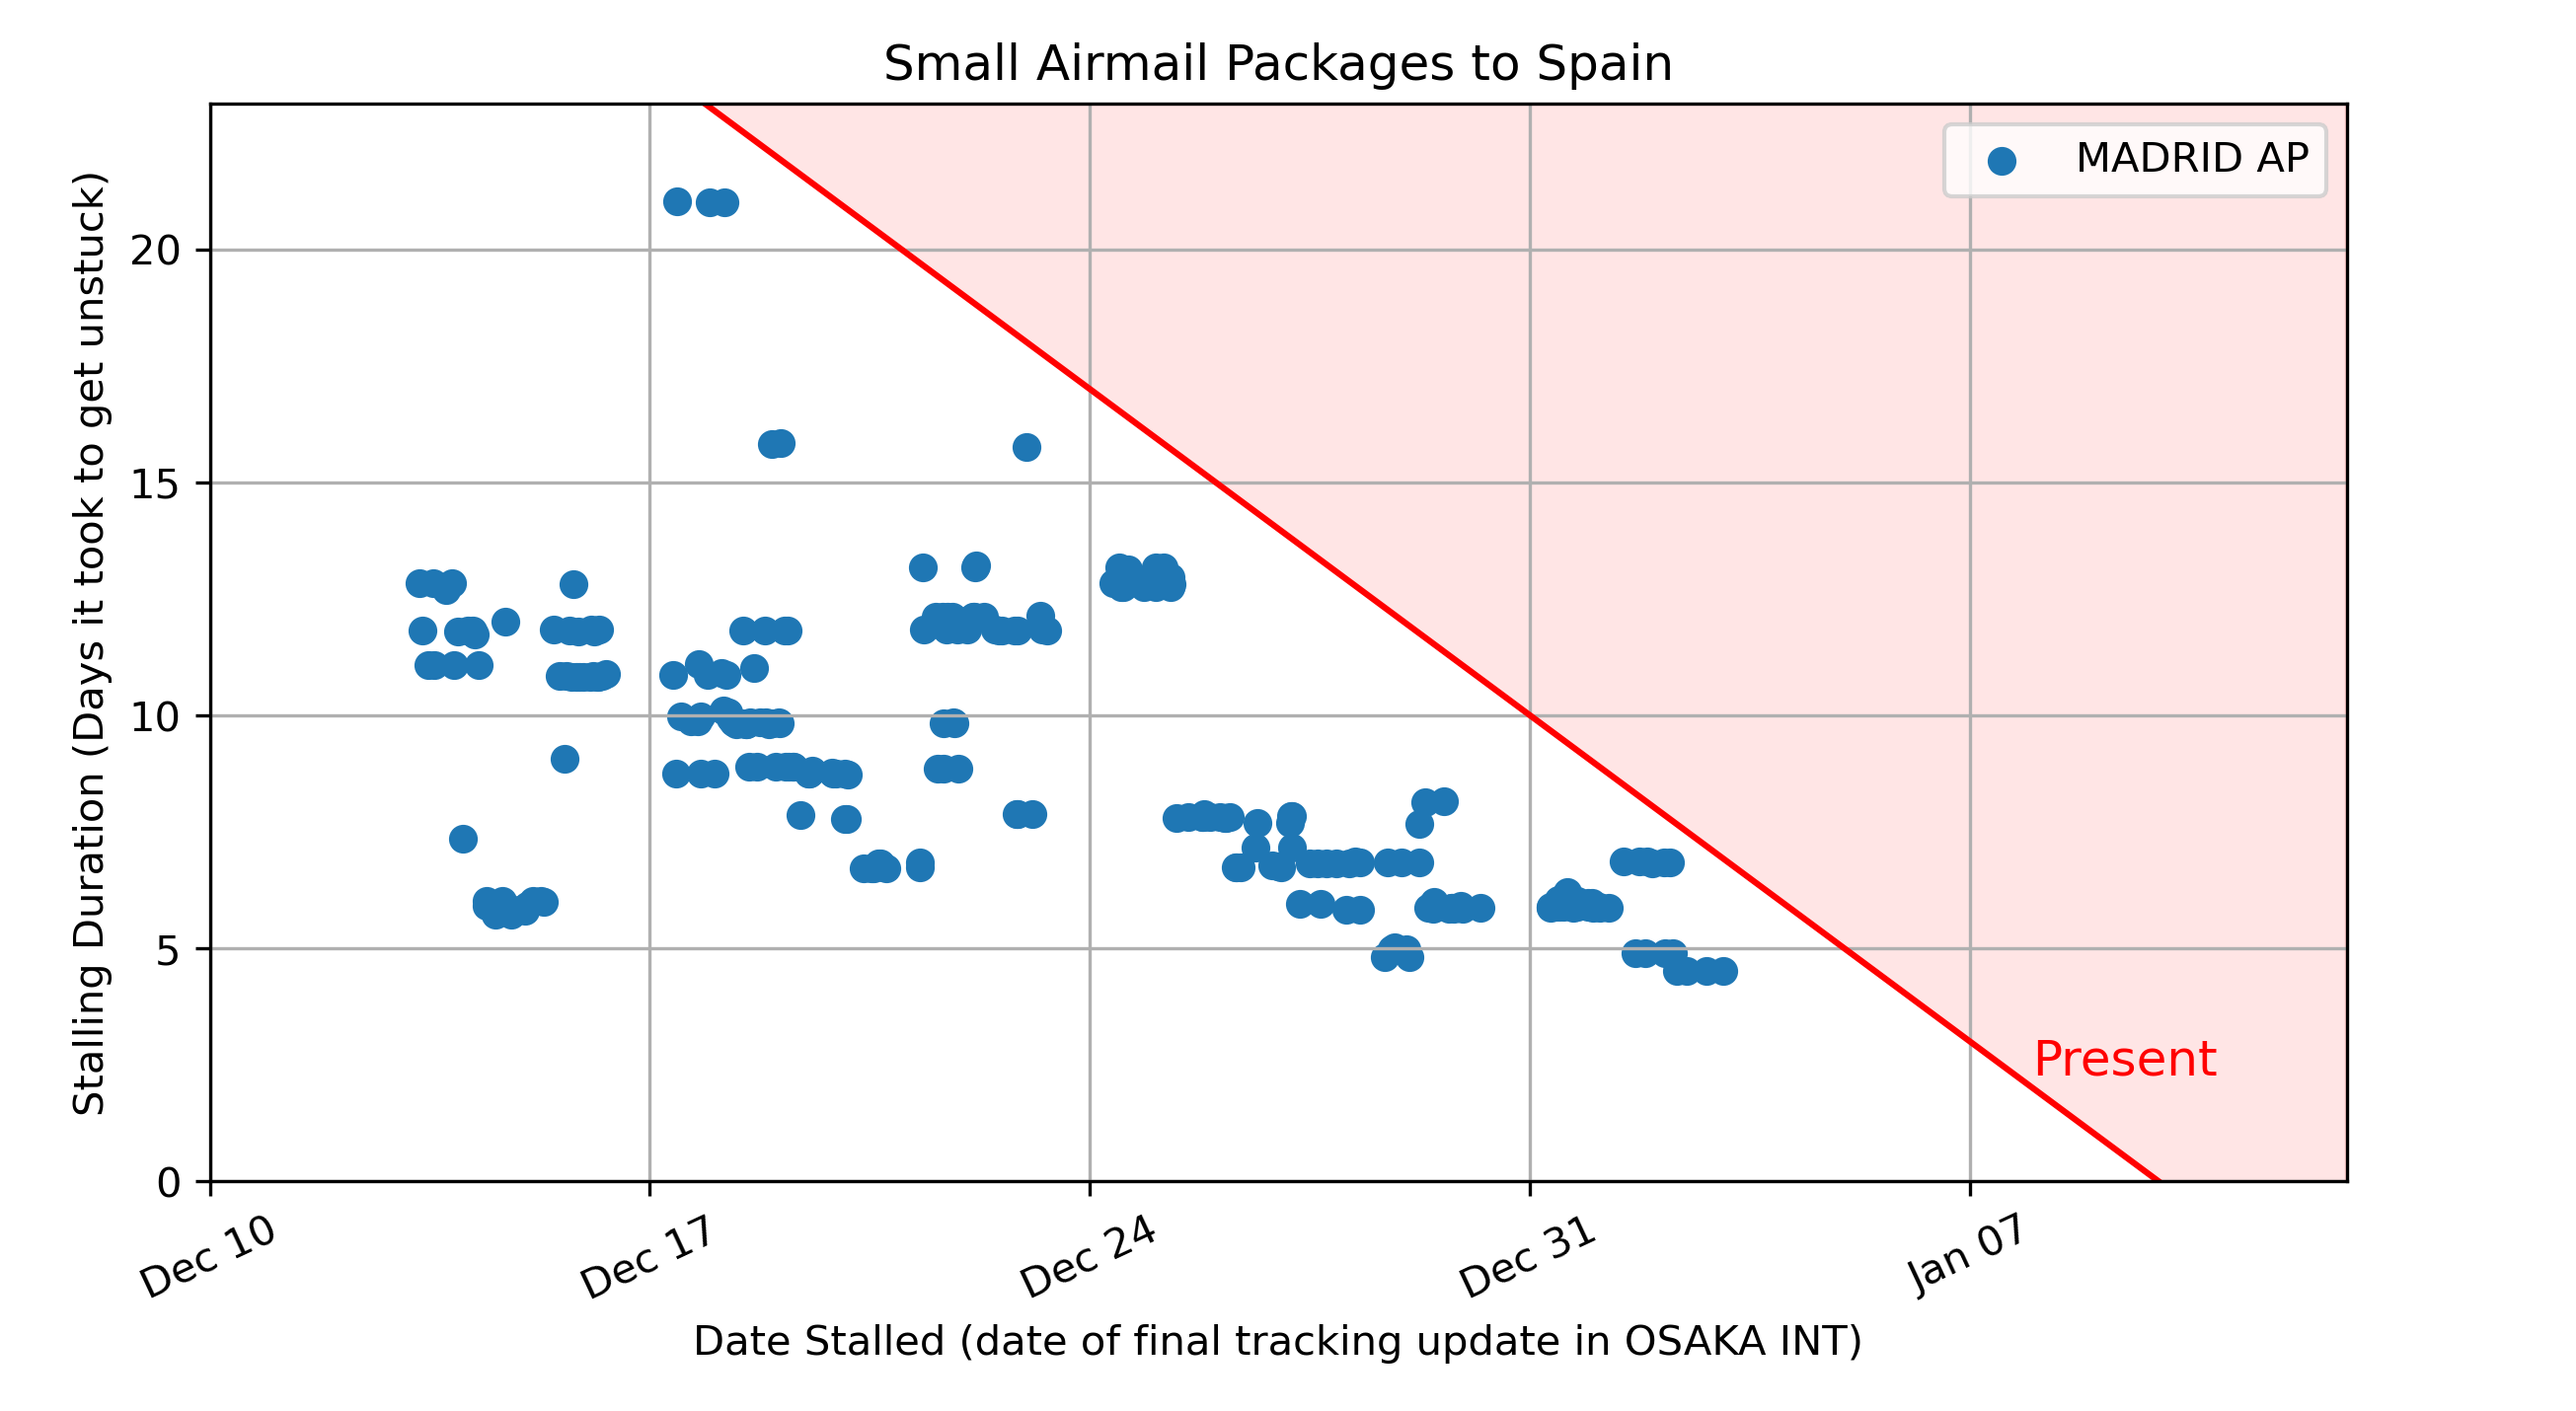 Small Airmail Packages to Spain
MADRID AP
Stalling Duration (Days it took to get unstuck)
20
15
10
5
0
Present
Dec 10
Dec 17
Dec 24
Dec 31
Jan 07
Date Stalled (date of final tracking update in OSAKA INT)